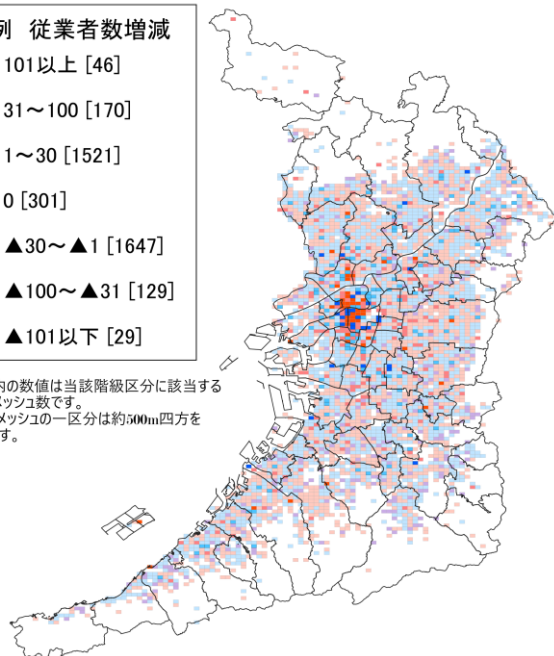 例 従業者数増減
101以上 [46]
31～100 [170]
1～30 [1521]
0 [301]
▲30～▲1 [1647]
▲100～▲31 [129]
▲101以下 [29]
内の数値は当該階級区分に該当する
メッシュ数です。
メッシュの一区分は約500m四方を
す。